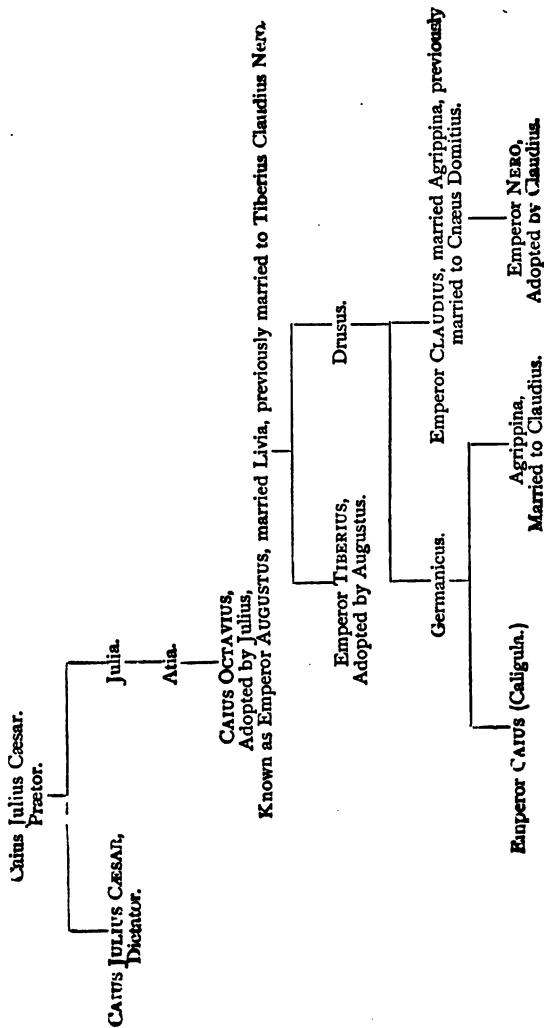 Caius Julius Cæsar.
Prætor.
CAIUS JULIUS CÆSAR,
Dictator.
Julia.
Atia.
CAIUS OCTAVIUS,
Adopted by Julius,
Known as Emperor AUGUSTUS, married Livia, previously married to Tiberius Claudius Nero.
Emperor TIBERIUS,
Adopted by Augustus.
Drusus.
Germanicus.
Emperor CLAUDIUS, married Agrippina, previously
married to Cnæus Domitius.
Emperor CAIUS (Caligula.)
Agrippina,
Married to Claudius.
Emperor NERO,
Adopted by Claudius.